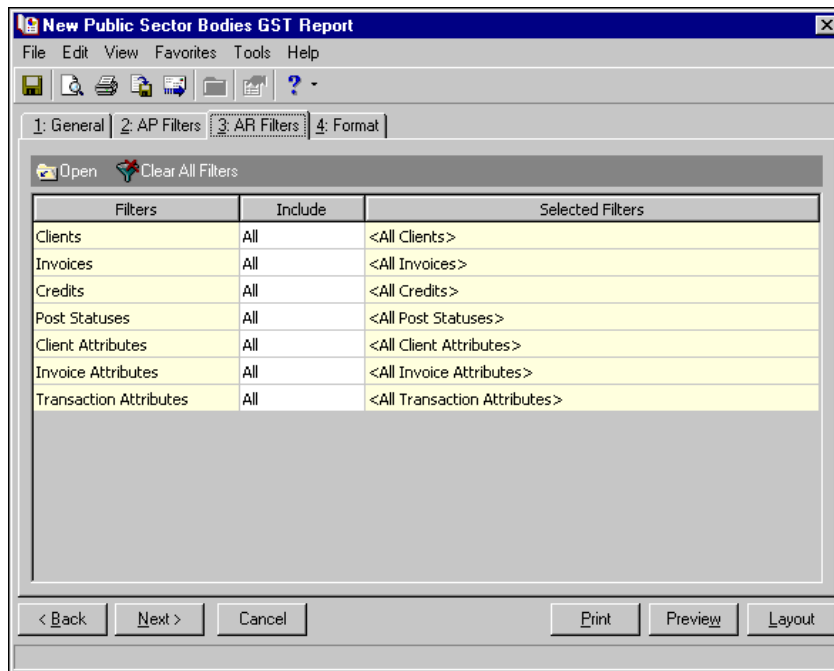 New Public Sector Bodies GST Report
File Edit View Favorites Tools Help
1: General 2: AP Filters 3: AR Filters 4: Format
Open Clear All Filters
Filters Include Selected Filters
Clients All <All Clients>
Invoices All <All Invoices>
Credits All <All Credits>
Post Statuses All <All Post Statuses>
Client Attributes All <All Client Attributes>
Invoice Attributes All <All Invoice Attributes>
Transaction Attributes All <All Transaction Attributes>
< Back Next > Cancel Print Preview Layout